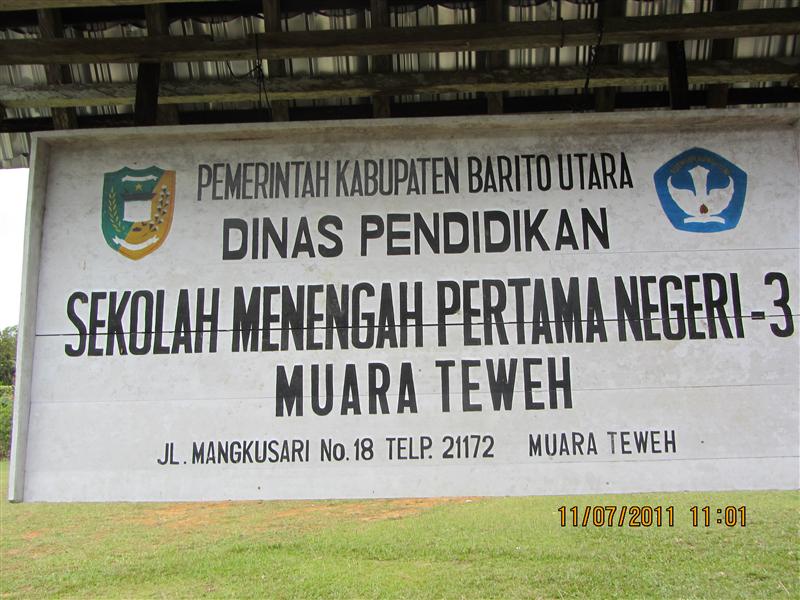 PEMERINTAH KABUPATEN BARITO UTARA
DINAS PENDIDIKAN
SEKOLAH MENENGAH PERTAMA NEGERI-3
MUARA TEWEH
JL. MANGKUSARI No. 18 TELP. 21172 MUARA TEWEH
11/07/2011 11:01